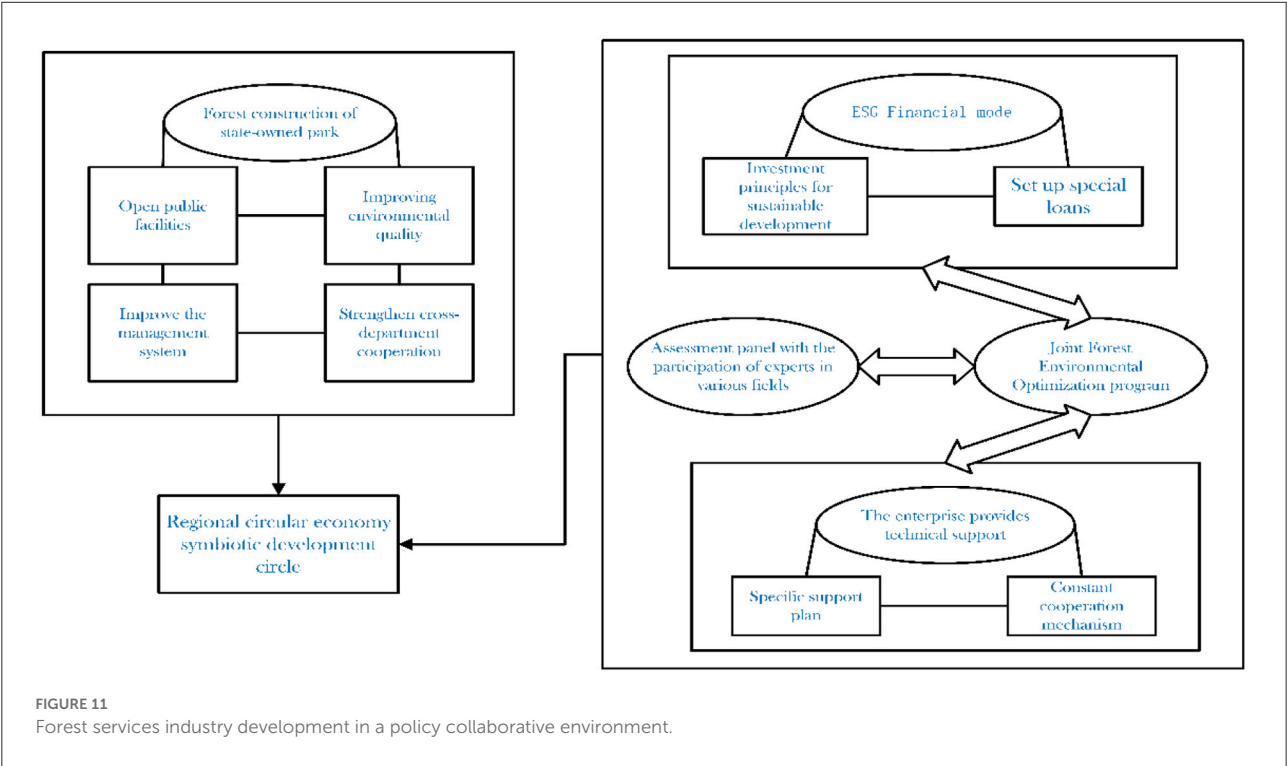 Forest construction of
state-owned park
Open public
facilities
Improving
environmental
quality
Improve the
management
system
Strengthen cross-
department
cooperation
Regional circular economy
symbiotic development
circle
ESG Financial mode
Investment
principles for
sustainable
development
Set up special
loans
Assessment panel with the
participation of experts in
various fields
Joint Forest
Environmental
Optimization program
The enterprise provides
technical support
Specific support
plan
Constant
cooperation
mechanism
FIGURE 11
Forest services industry development in a policy collaborative environment.